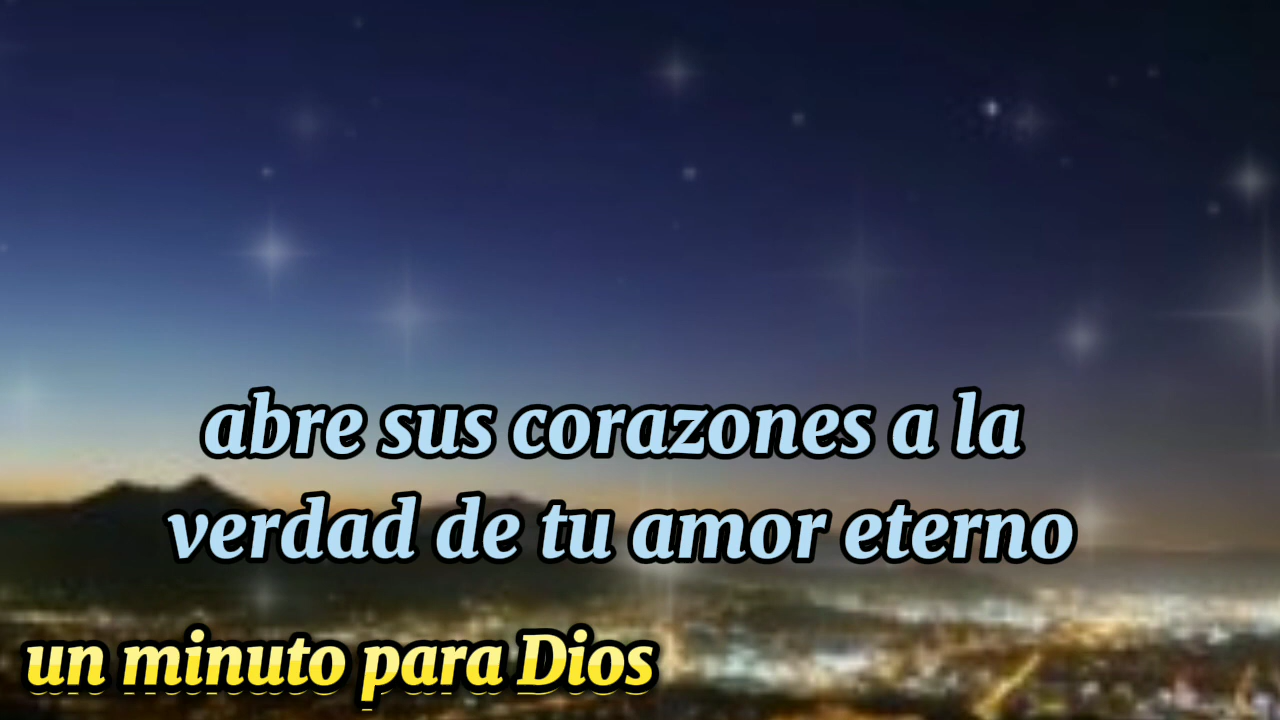 abre sus corazones a la
verdad de tu amor eterno
un minuto para Dios